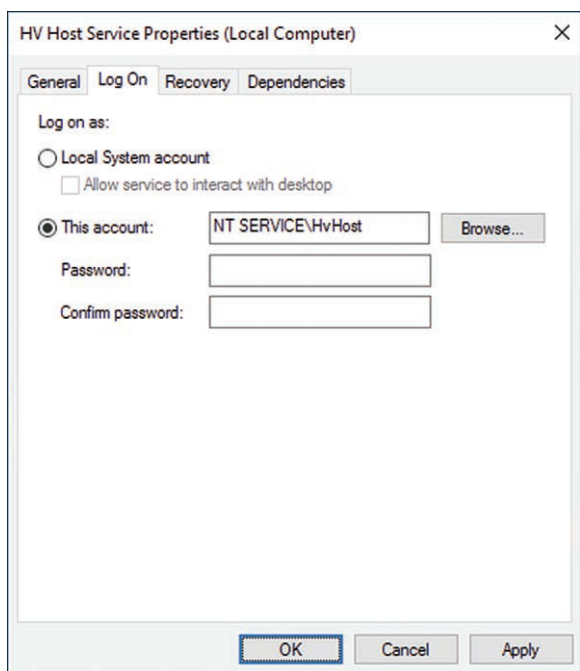 HV Host Service Properties (Local Computer)
General Log On Recovery Dependencies
Log on as:
Local System account
Allow service to interact with desktop
This account: NT SERVICE\HvHost Browse...
Password:
Confirm password:
OK Cancel Apply